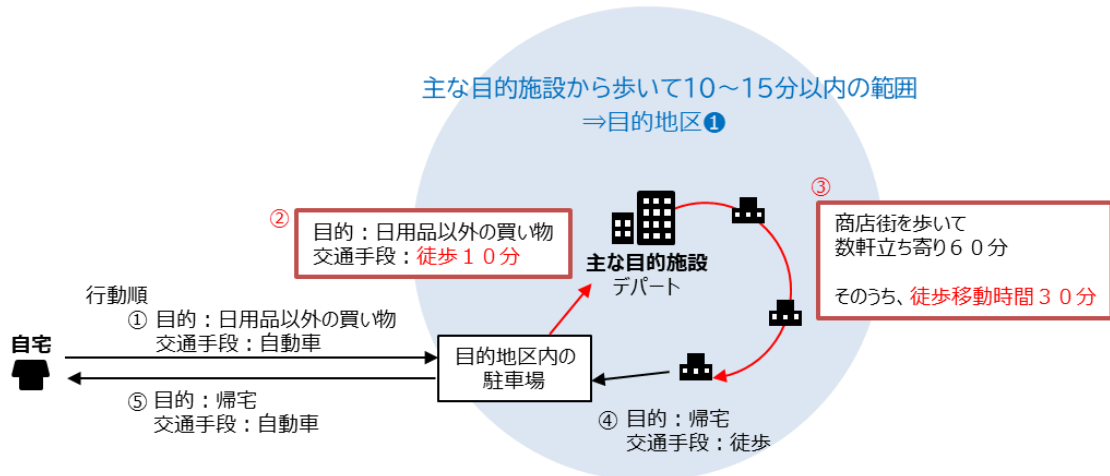 主な目的施設から歩いて10～15分以内の範囲
⇒目的地区❶
③
商店街を歩いて
数軒立ち寄り６０分
そのうち、徒歩移動時間３０分
②
目的：日用品以外の買い物
交通手段：徒歩１０分
主な目的施設
デパート
行動順
① 目的：日用品以外の買い物
交通手段：自動車
自宅
目的地区内の
駐車場
④ 目的：帰宅
交通手段：徒歩
⑤ 目的：帰宅
交通手段：自動車